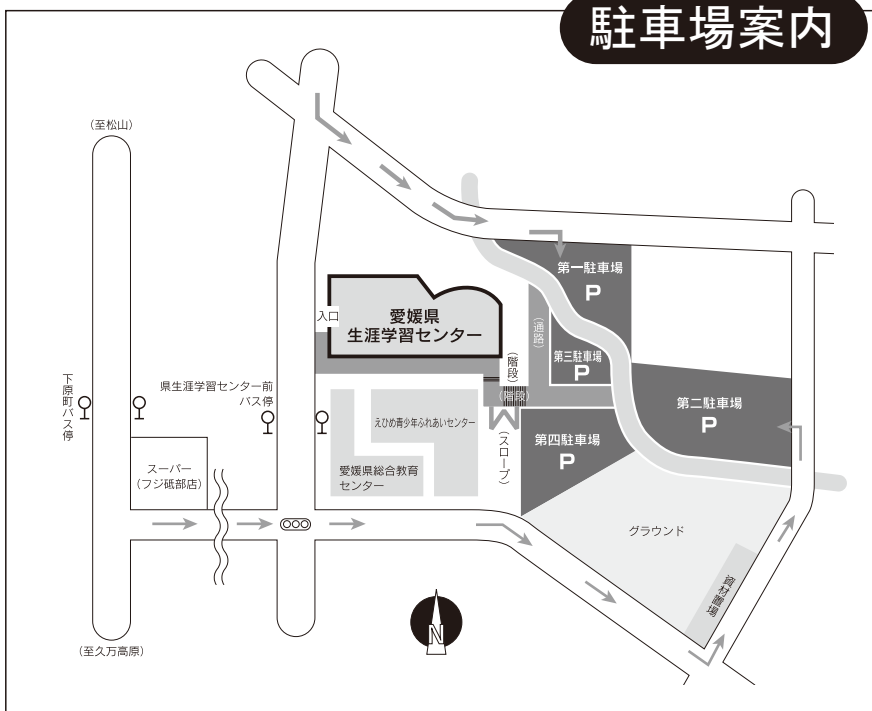 駐車場案内
（至松山）
第一駐車場
P
入口
愛媛県
生涯学習センター
（通路）
（階段）
第三駐車場
P
（階段）
下原町バス停
県生涯学習センター前
バス停
第二駐車場
P
えひめ青少年ふれあいセンター
（スロープ）
第四駐車場
P
スーパー
（フジ砥部店）
愛媛県総合教育
センター
グラウンド
資材置場
N
（至久万高原）